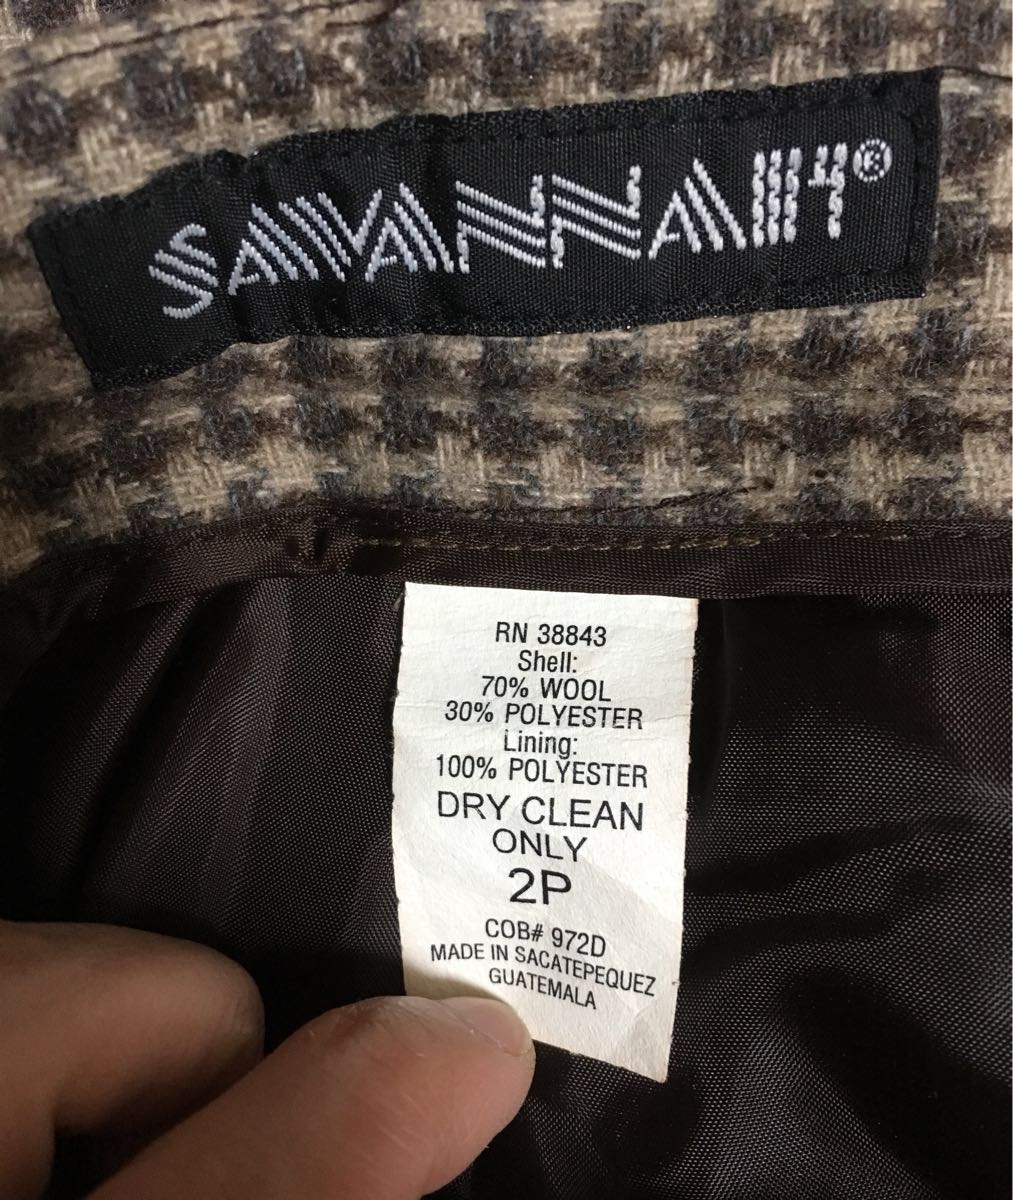 SAVANNAH®
RN 38843
Shell:
70% WOOL
30% POLYESTER
Lining:
100% POLYESTER
DRY CLEAN
ONLY
2P
COB# 972D
MADE IN SACATEPEQUEZ
GUATEMALA